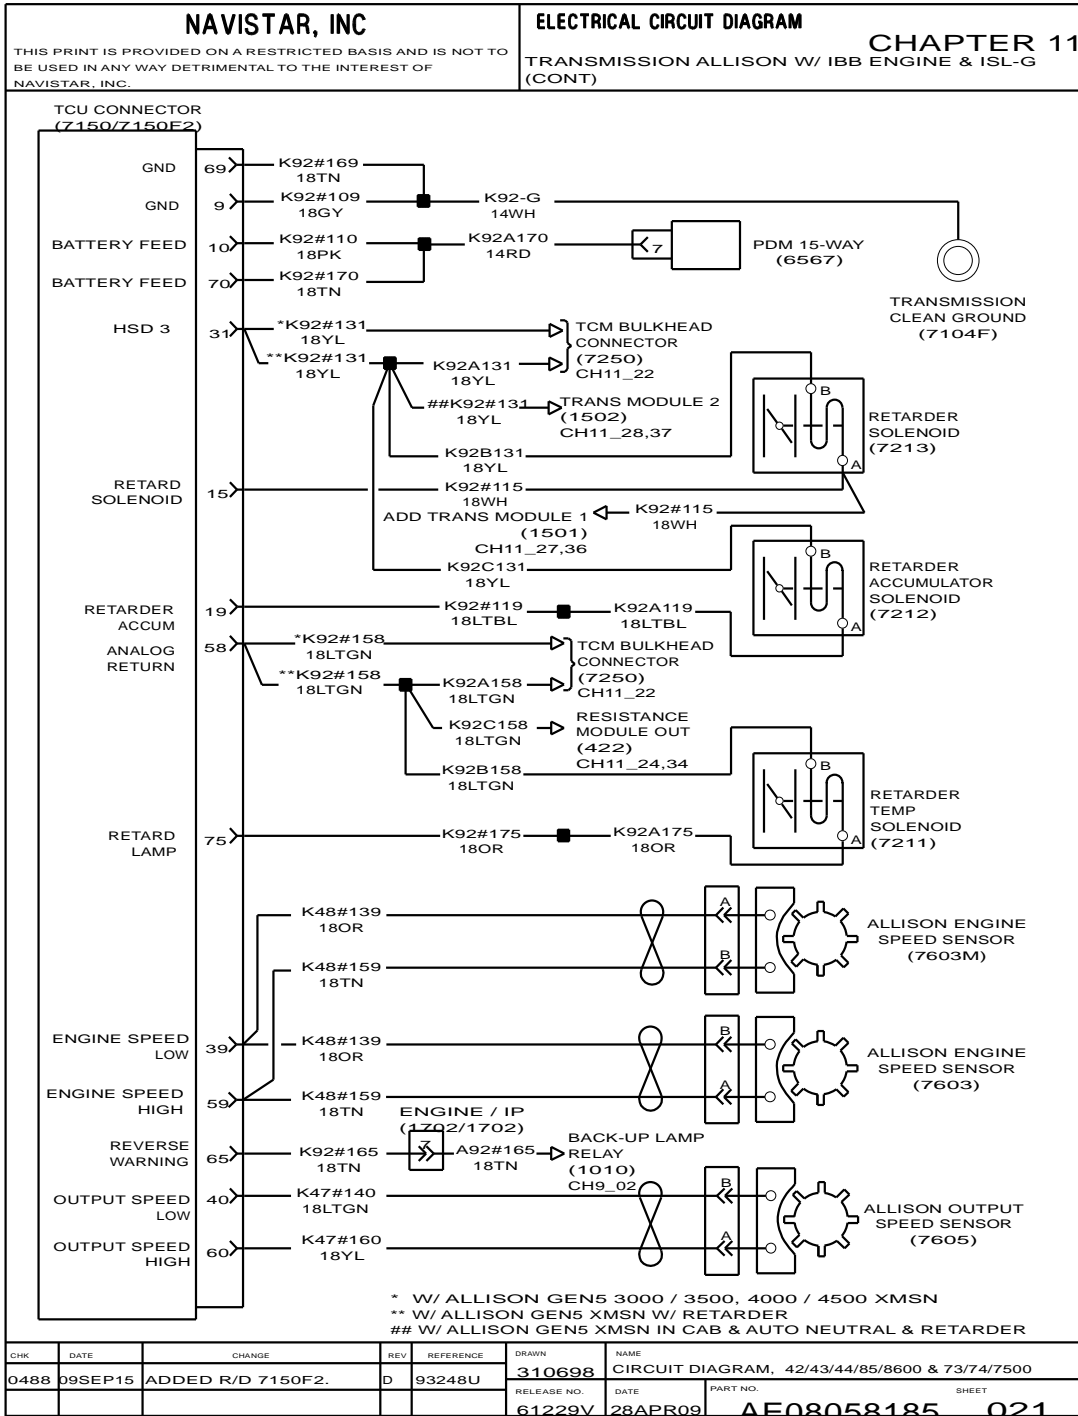 NAVISTAR, INC
THIS PRINT IS PROVIDED ON A RESTRICTED BASIS AND IS NOT TO
BE USED IN ANY WAY DETRIMENTAL TO THE INTEREST OF
NAVISTAR, INC.
ELECTRICAL CIRCUIT DIAGRAM
CHAPTER 11
TRANSMISSION ALLISON W/ IBB ENGINE & ISL-G
(CONT)
TCU CONNECTOR
(7150/7150F2)
GND 69 K92#169
18TN
GND 9 K92#109 K92-G
18GY 14WH
BATTERY FEED 10 K92#110 K92A170 7 PDM 15-WAY
18PK 14RD (6567)
BATTERY FEED 70 K92#170
18TN
TRANSMISSION
CLEAN GROUND
(7104F)
HSD 3 31 *K92#131 TCM BULKHEAD
18YL CONNECTOR
**K92#131 K92A131 (7250)
18YL 18YL CH11_22
##K92#131 TRANS MODULE 2
18YL (1502)
CH11_28,37
B
RETARDER
SOLENOID
(7213)
A
K92B131
18YL
RETARD
SOLENOID 15 K92#115
18WH
ADD TRANS MODULE 1 K92#115
(1501) 18WH
CH11_27,36
K92C131
18YL
B
RETARDER
ACCUMULATOR
SOLENOID
(7212)
A
RETARDER
ACCUM 19 K92#119 K92A119
18LTBL 18LTBL
ANALOG
RETURN 58 *K92#158 TCM BULKHEAD
18LTGN CONNECTOR
**K92#158 K92A158 (7250)
18LTGN 18LTGN CH11_22
K92C158 RESISTANCE
18LTGN MODULE OUT
(422)
CH11_24,34
K92B158
18LTGN
B
RETARDER
TEMP
SOLENOID
(7211)
A
RETARD
LAMP 75 K92#175 K92A175
18OR 18OR
K48#139 A ALLISON ENGINE
18OR SPEED SENSOR
K48#159 B (7603M)
18TN
ENGINE SPEED
LOW 39 K48#139 B ALLISON ENGINE
18OR SPEED SENSOR
(7603)
ENGINE SPEED
HIGH 59 K48#159 A
18TN
ENGINE / IP
(1702/1702)
REVERSE
WARNING 65 K92#165 7 A92#165 BACK-UP LAMP
18TN 18TN RELAY
(1010)
CH9_02
OUTPUT SPEED
LOW 40 K47#140 B ALLISON OUTPUT
18LTGN SPEED SENSOR
(7605)
OUTPUT SPEED
HIGH 60 K47#160 A
18YL
* W/ ALLISON GEN5 3000 / 3500, 4000 / 4500 XMSN
** W/ ALLISON GEN5 XMSN W/ RETARDER
## W/ ALLISON GEN5 XMSN IN CAB & AUTO NEUTRAL & RETARDER
CHK DATE CHANGE REV REFERENCE DRAWN NAME
0488 09SEP15 ADDED R/D 7150F2. D 93248U 310698 CIRCUIT DIAGRAM, 42/43/44/85/8600 & 73/74/7500
RELEASE NO. DATE PART NO. SHEET
61229V 28APR09 AE08058185 021